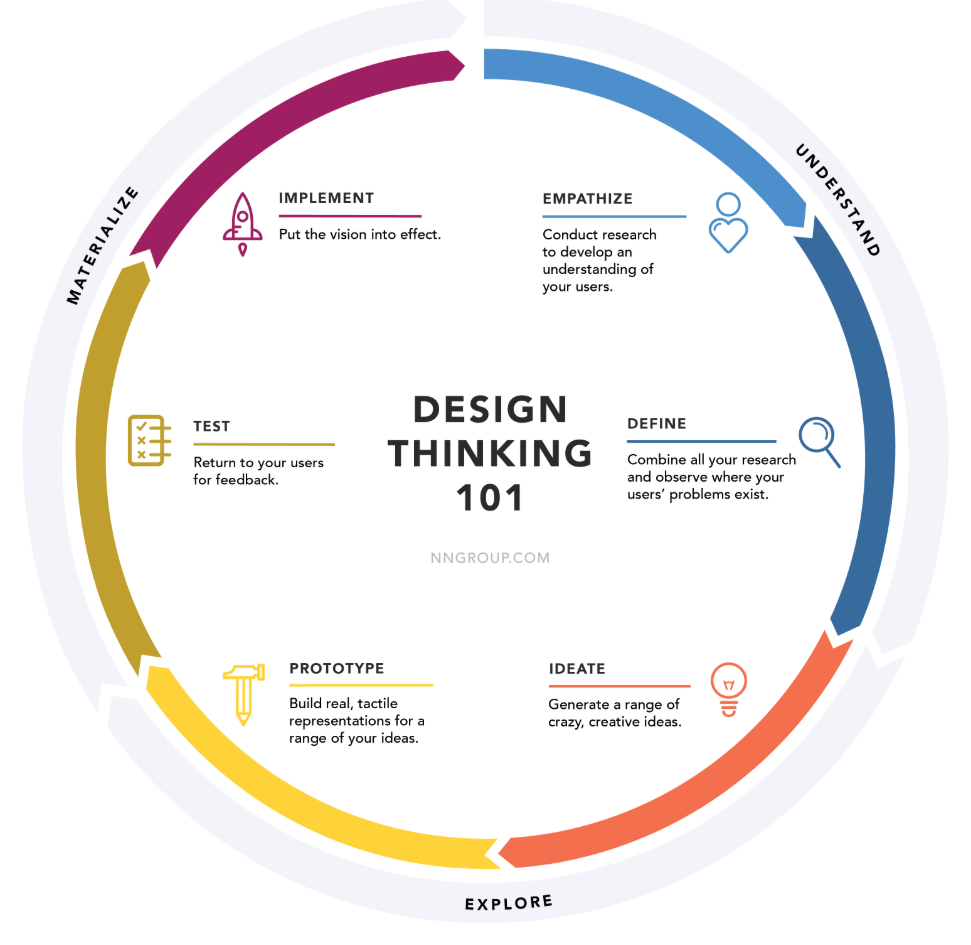 DESIGN
THINKING
101
NNGROUP.COM
UNDERSTAND
EMPATHIZE
Conduct research
to develop an
understanding of
your users.
DEFINE
Combine all your research
and observe where your
users’ problems exist.
EXPLORE
IDEATE
Generate a range of
crazy, creative ideas.
PROTOTYPE
Build real, tactile
representations for a
range of your ideas.
MATERIALIZE
TEST
Return to your users
for feedback.
IMPLEMENT
Put the vision into effect.